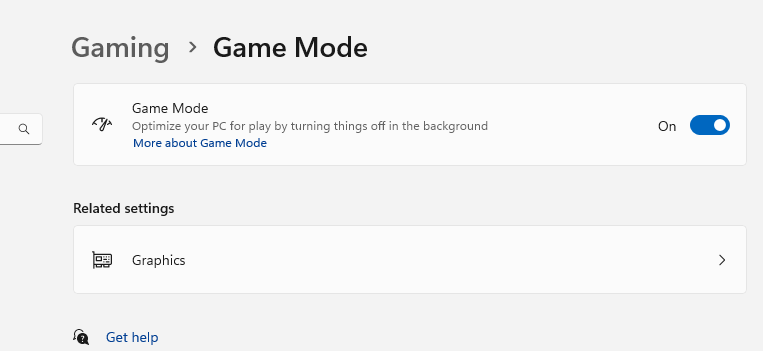 Gaming > Game Mode
Game Mode
Optimize your PC for play by turning things off in the background
More about Game Mode
On
Related settings
Graphics
Get help